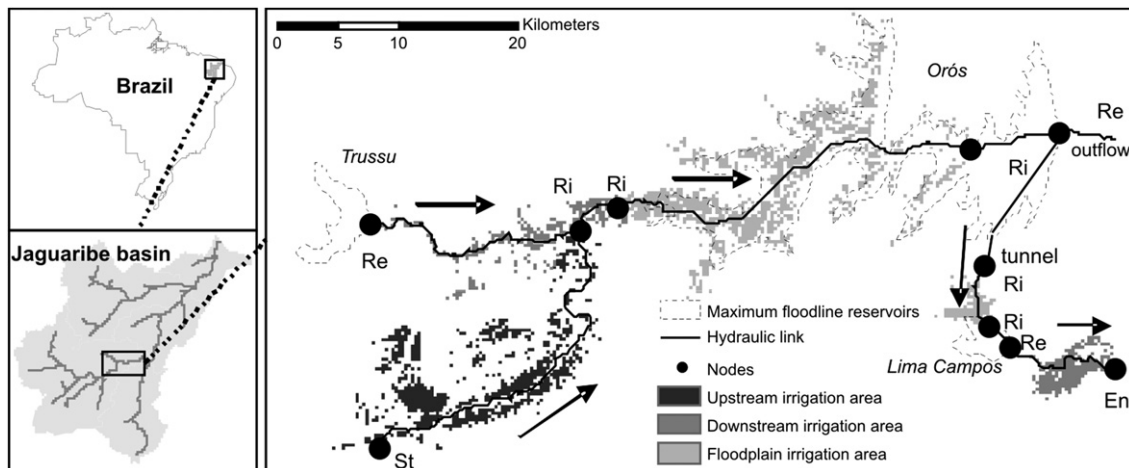 Brazil
Jaguaribe basin
Kilometers
0 5 10 20
Orós
Re
outflow
Trussu
Ri Ri
Ri
Re
tunnel
Ri
Maximum floodline reservoirs
Ri
Hydraulic link
Re
Nodes
Lima Campos
Upstream irrigation area
En
Downstream irrigation area
Floodplain irrigation area
St